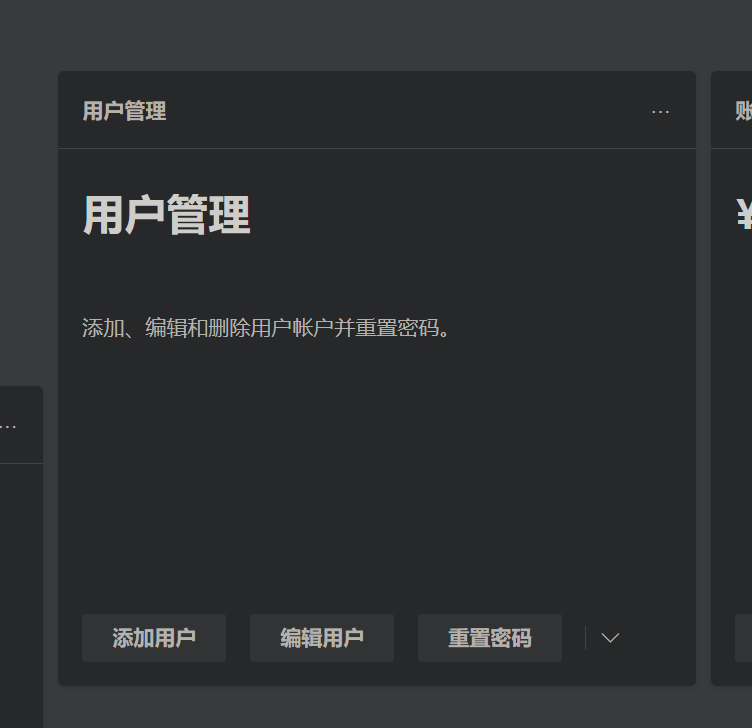 用户管理
...
账
用户管理
¥
添加、编辑和删除用户帐户并重置密码。
...
添加用户
编辑用户
重置密码